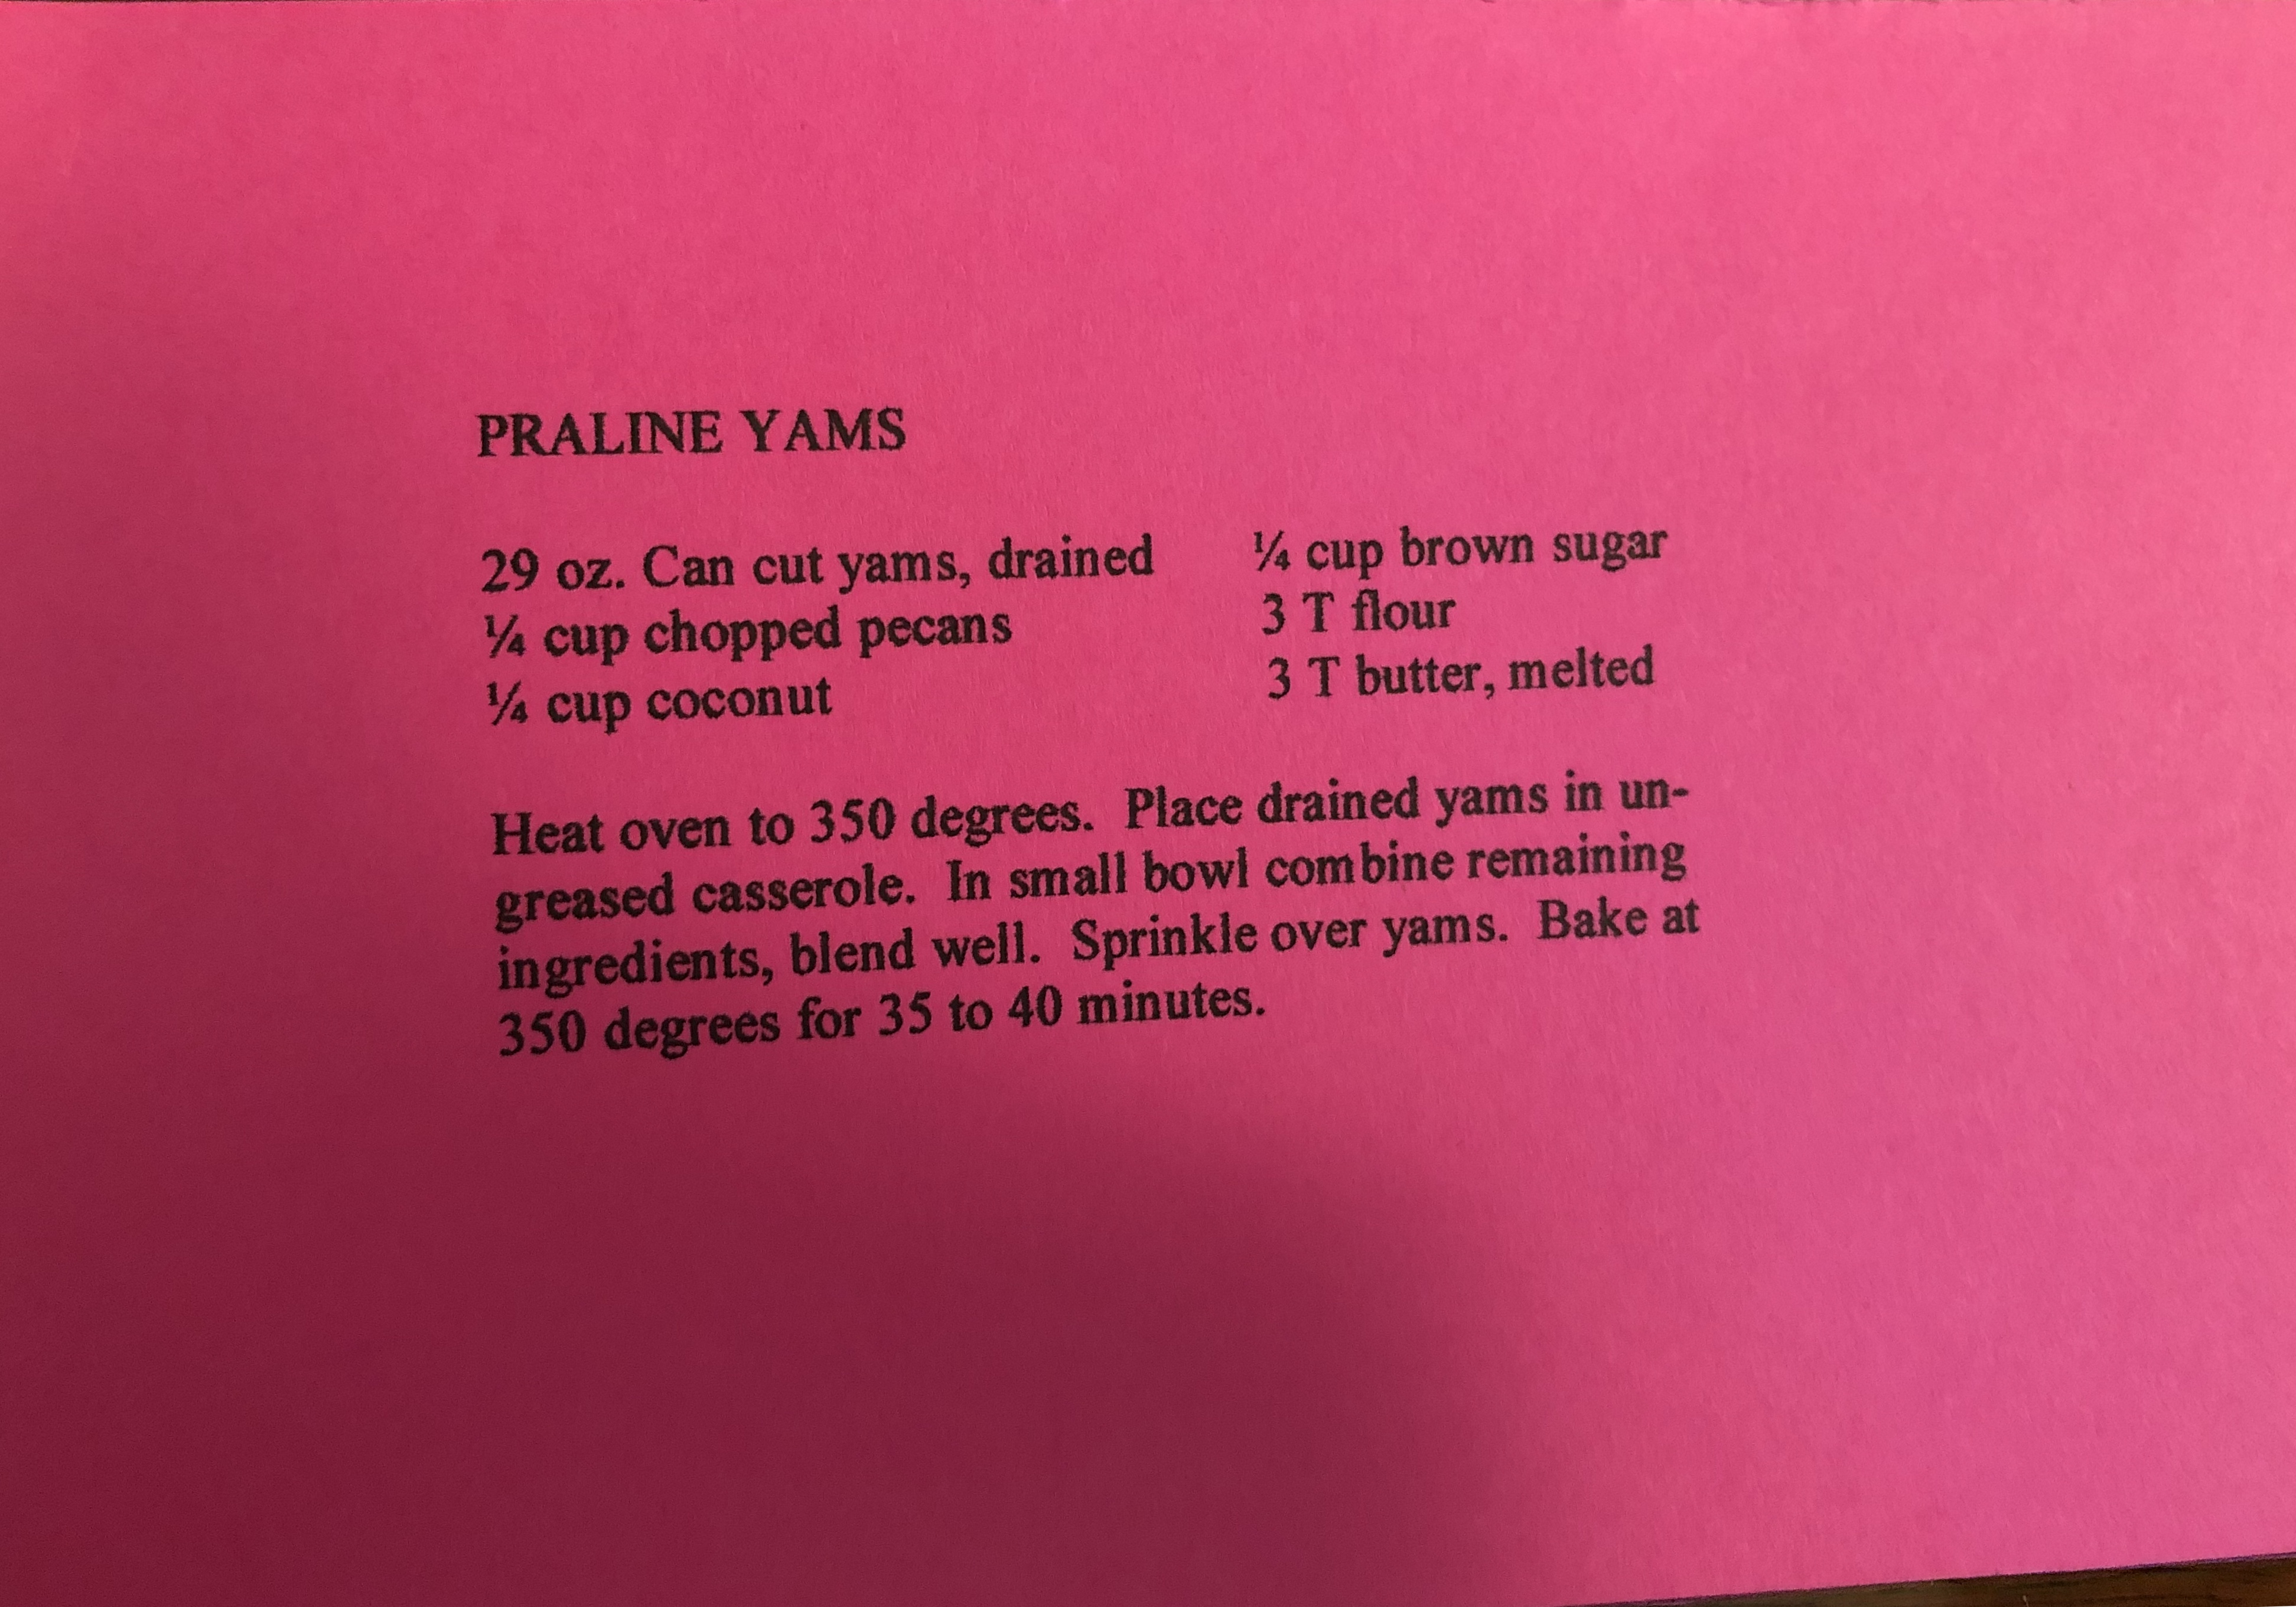 PRALINE YAMS
29 oz. Can cut yams, drained
¼ cup chopped pecans
¼ cup coconut
¼ cup brown sugar
3 T flour
3 T butter, melted
Heat oven to 350 degrees.  Place drained yams in un-
greased casserole.  In small bowl combine remaining
ingredients, blend well.  Sprinkle over yams.  Bake at
350 degrees for 35 to 40 minutes.